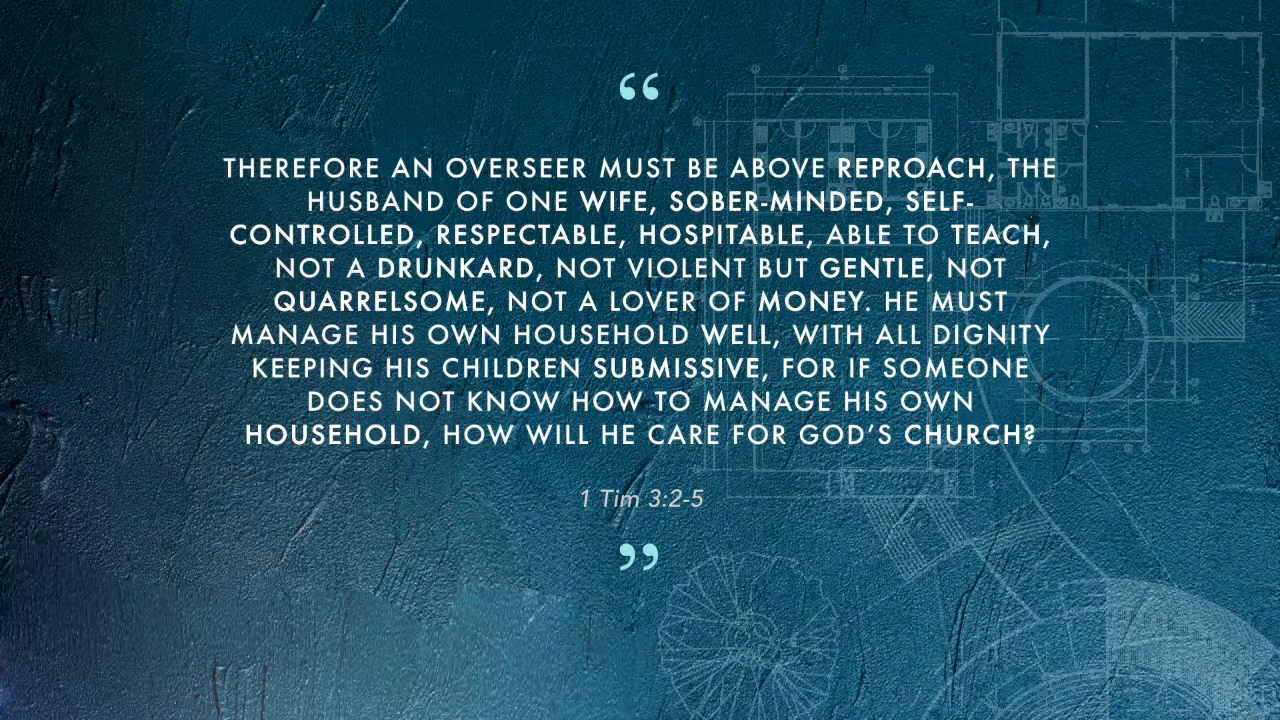 “
THEREFORE AN OVERSEER MUST BE ABOVE REPROACH, THE
HUSBAND OF ONE WIFE, SOBER-MINDED, SELF-
CONTROLLED, RESPECTABLE, HOSPITABLE, ABLE TO TEACH,
NOT A DRUNKARD, NOT VIOLENT BUT GENTLE, NOT
QUARRELSOME, NOT A LOVER OF MONEY. HE MUST
MANAGE HIS OWN HOUSEHOLD WELL, WITH ALL DIGNITY
KEEPING HIS CHILDREN SUBMISSIVE, FOR IF SOMEONE
DOES NOT KNOW HOW TO MANAGE HIS OWN
HOUSEHOLD, HOW WILL HE CARE FOR GOD’S CHURCH?
1 Tim 3:2-5
”